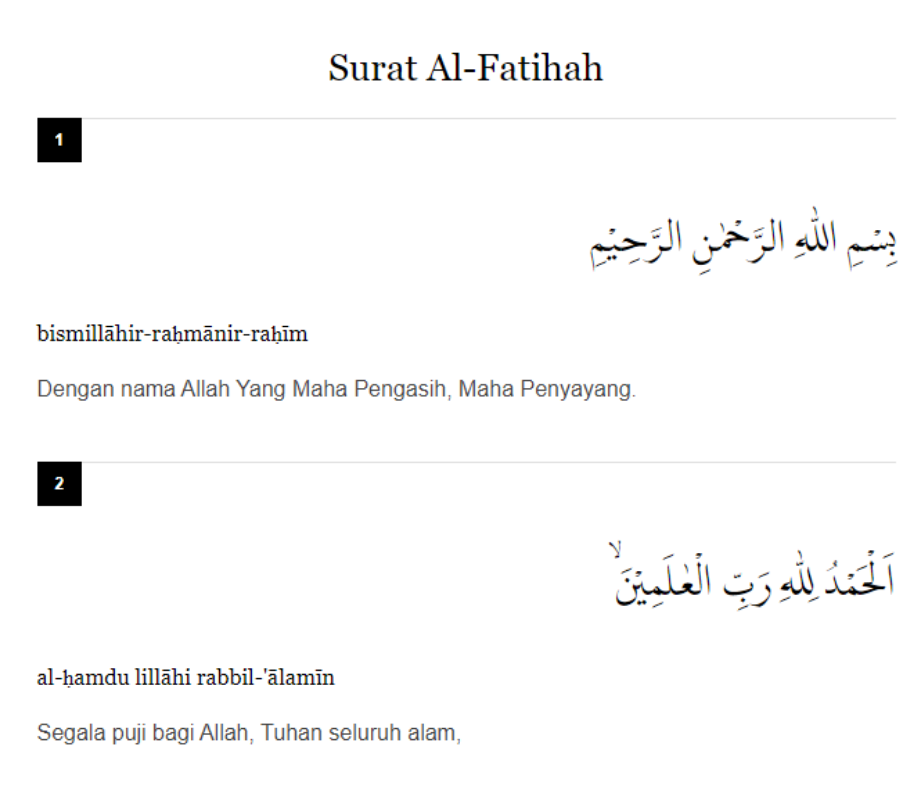 Surat Al-Fatihah
1
بِسْمِ اللّٰهِ الرَّحْمٰنِ الرَّحِيْمِ
bismillāhir-raḥmānir-raḥīm
Dengan nama Allah Yang Maha Pengasih, Maha Penyayang.
2
اَلْحَمْدُ لِلّٰهِ رَبِّ الْعٰلَمِيْنَۙ
al-ḥamdu lillāhi rabbil-'ālamīn
Segala puji bagi Allah, Tuhan seluruh alam,